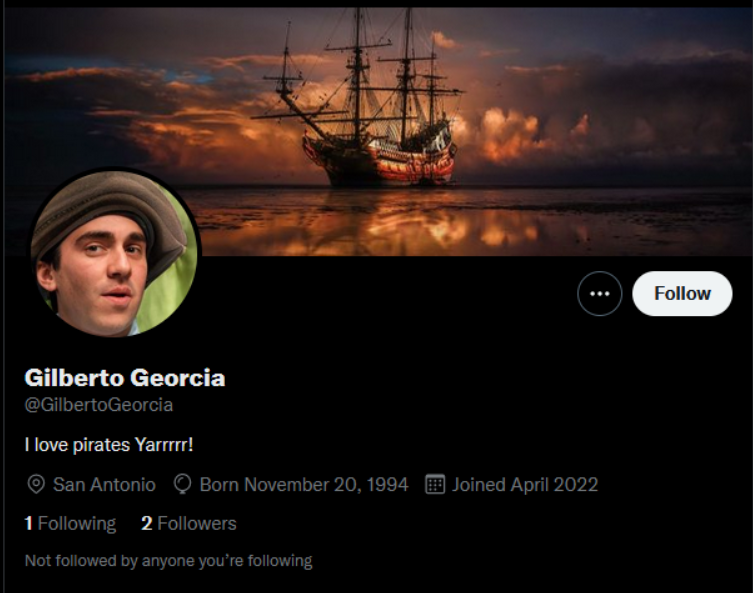 Follow
Gilberto Georcia
@GilbertoGeorcia
I love pirates Yarrrrr!
San Antonio Born November 20, 1994 Joined April 2022
1 Following 2 Followers
Not followed by anyone you’re following